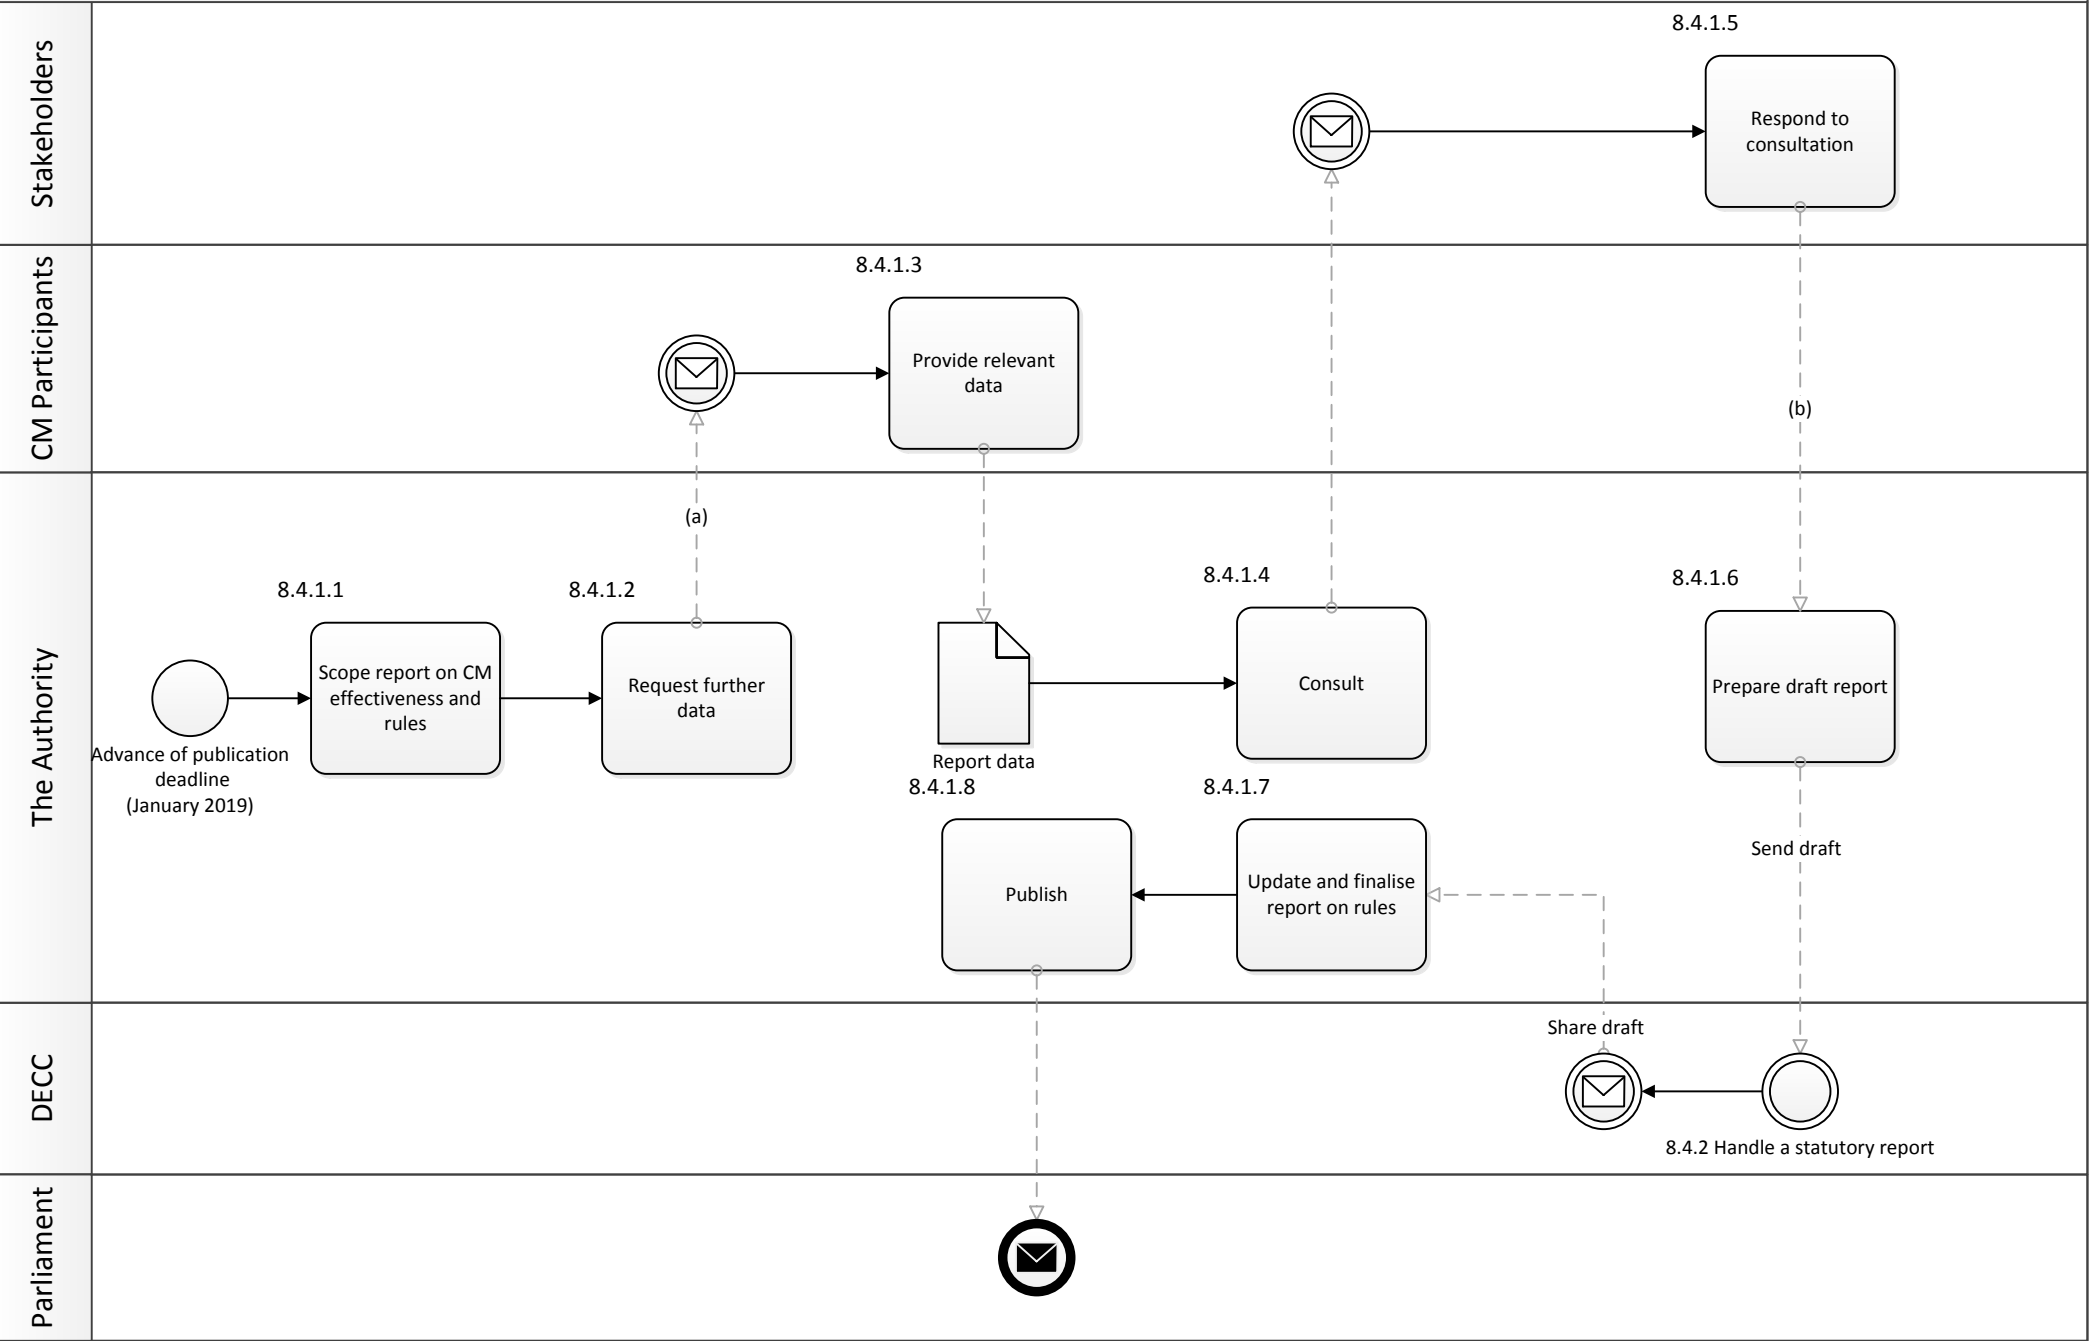 Stakeholders
8.4.1.5
Respond to
consultation
CM Participants
8.4.1.3
Provide relevant
data
(b)
The Authority
(a)
8.4.1.1
8.4.1.2
8.4.1.4
8.4.1.6
Scope report on CM
effectiveness and
rules
Request further
data
Consult
Prepare draft report
Advance of publication
deadline
(January 2019)
Report data
8.4.1.8
8.4.1.7
Publish
Update and finalise
report on rules
Send draft
DECC
Share draft
8.4.2 Handle a statutory report
Parliament